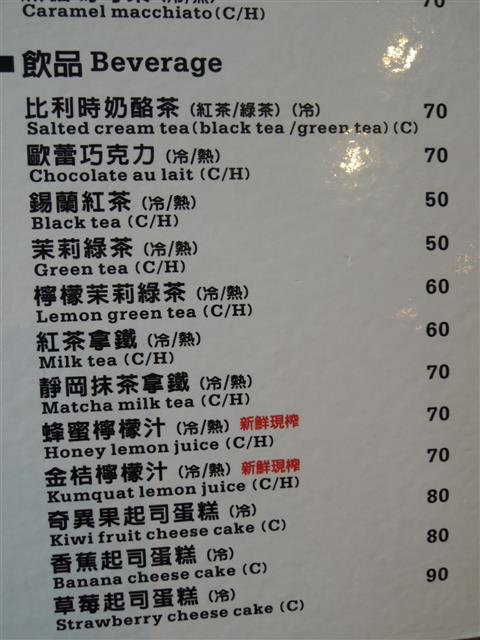 Caramel macchiato(C/H)
70
■飲品 Beverage
比利時奶酪茶(紅茶/綠茶)(冷) 70
Salted cream tea(black tea/green tea)(C)
歐蕾巧克力(冷/熱) 70
Chocolate au lait (C/H)
錫蘭紅茶(冷/熱) 50
Black tea (C/H)
茉莉綠茶(冷/熱) 50
Green tea (C/H)
檸檬茉莉綠茶(冷/熱) 60
Lemon green tea (C/H)
紅茶拿鐵(冷/熱) 60
Milk tea (C/H)
靜岡抹茶拿鐵(冷/熱) 70
Matcha milk tea (C/H)
蜂蜜檸檬汁(冷/熱) 新鮮現榨 70
Honey lemon juice (C/H)
金桔檸檬汁(冷/熱) 新鮮現榨 70
Kumquat lemon juice (C/H)
奇異果起司蛋糕(冷) 80
Kiwi fruit cheese cake (C)
香蕉起司蛋糕(冷) 80
Banana cheese cake (C)
草莓起司蛋糕(冷) 90
Strawberry cheese cake (C)